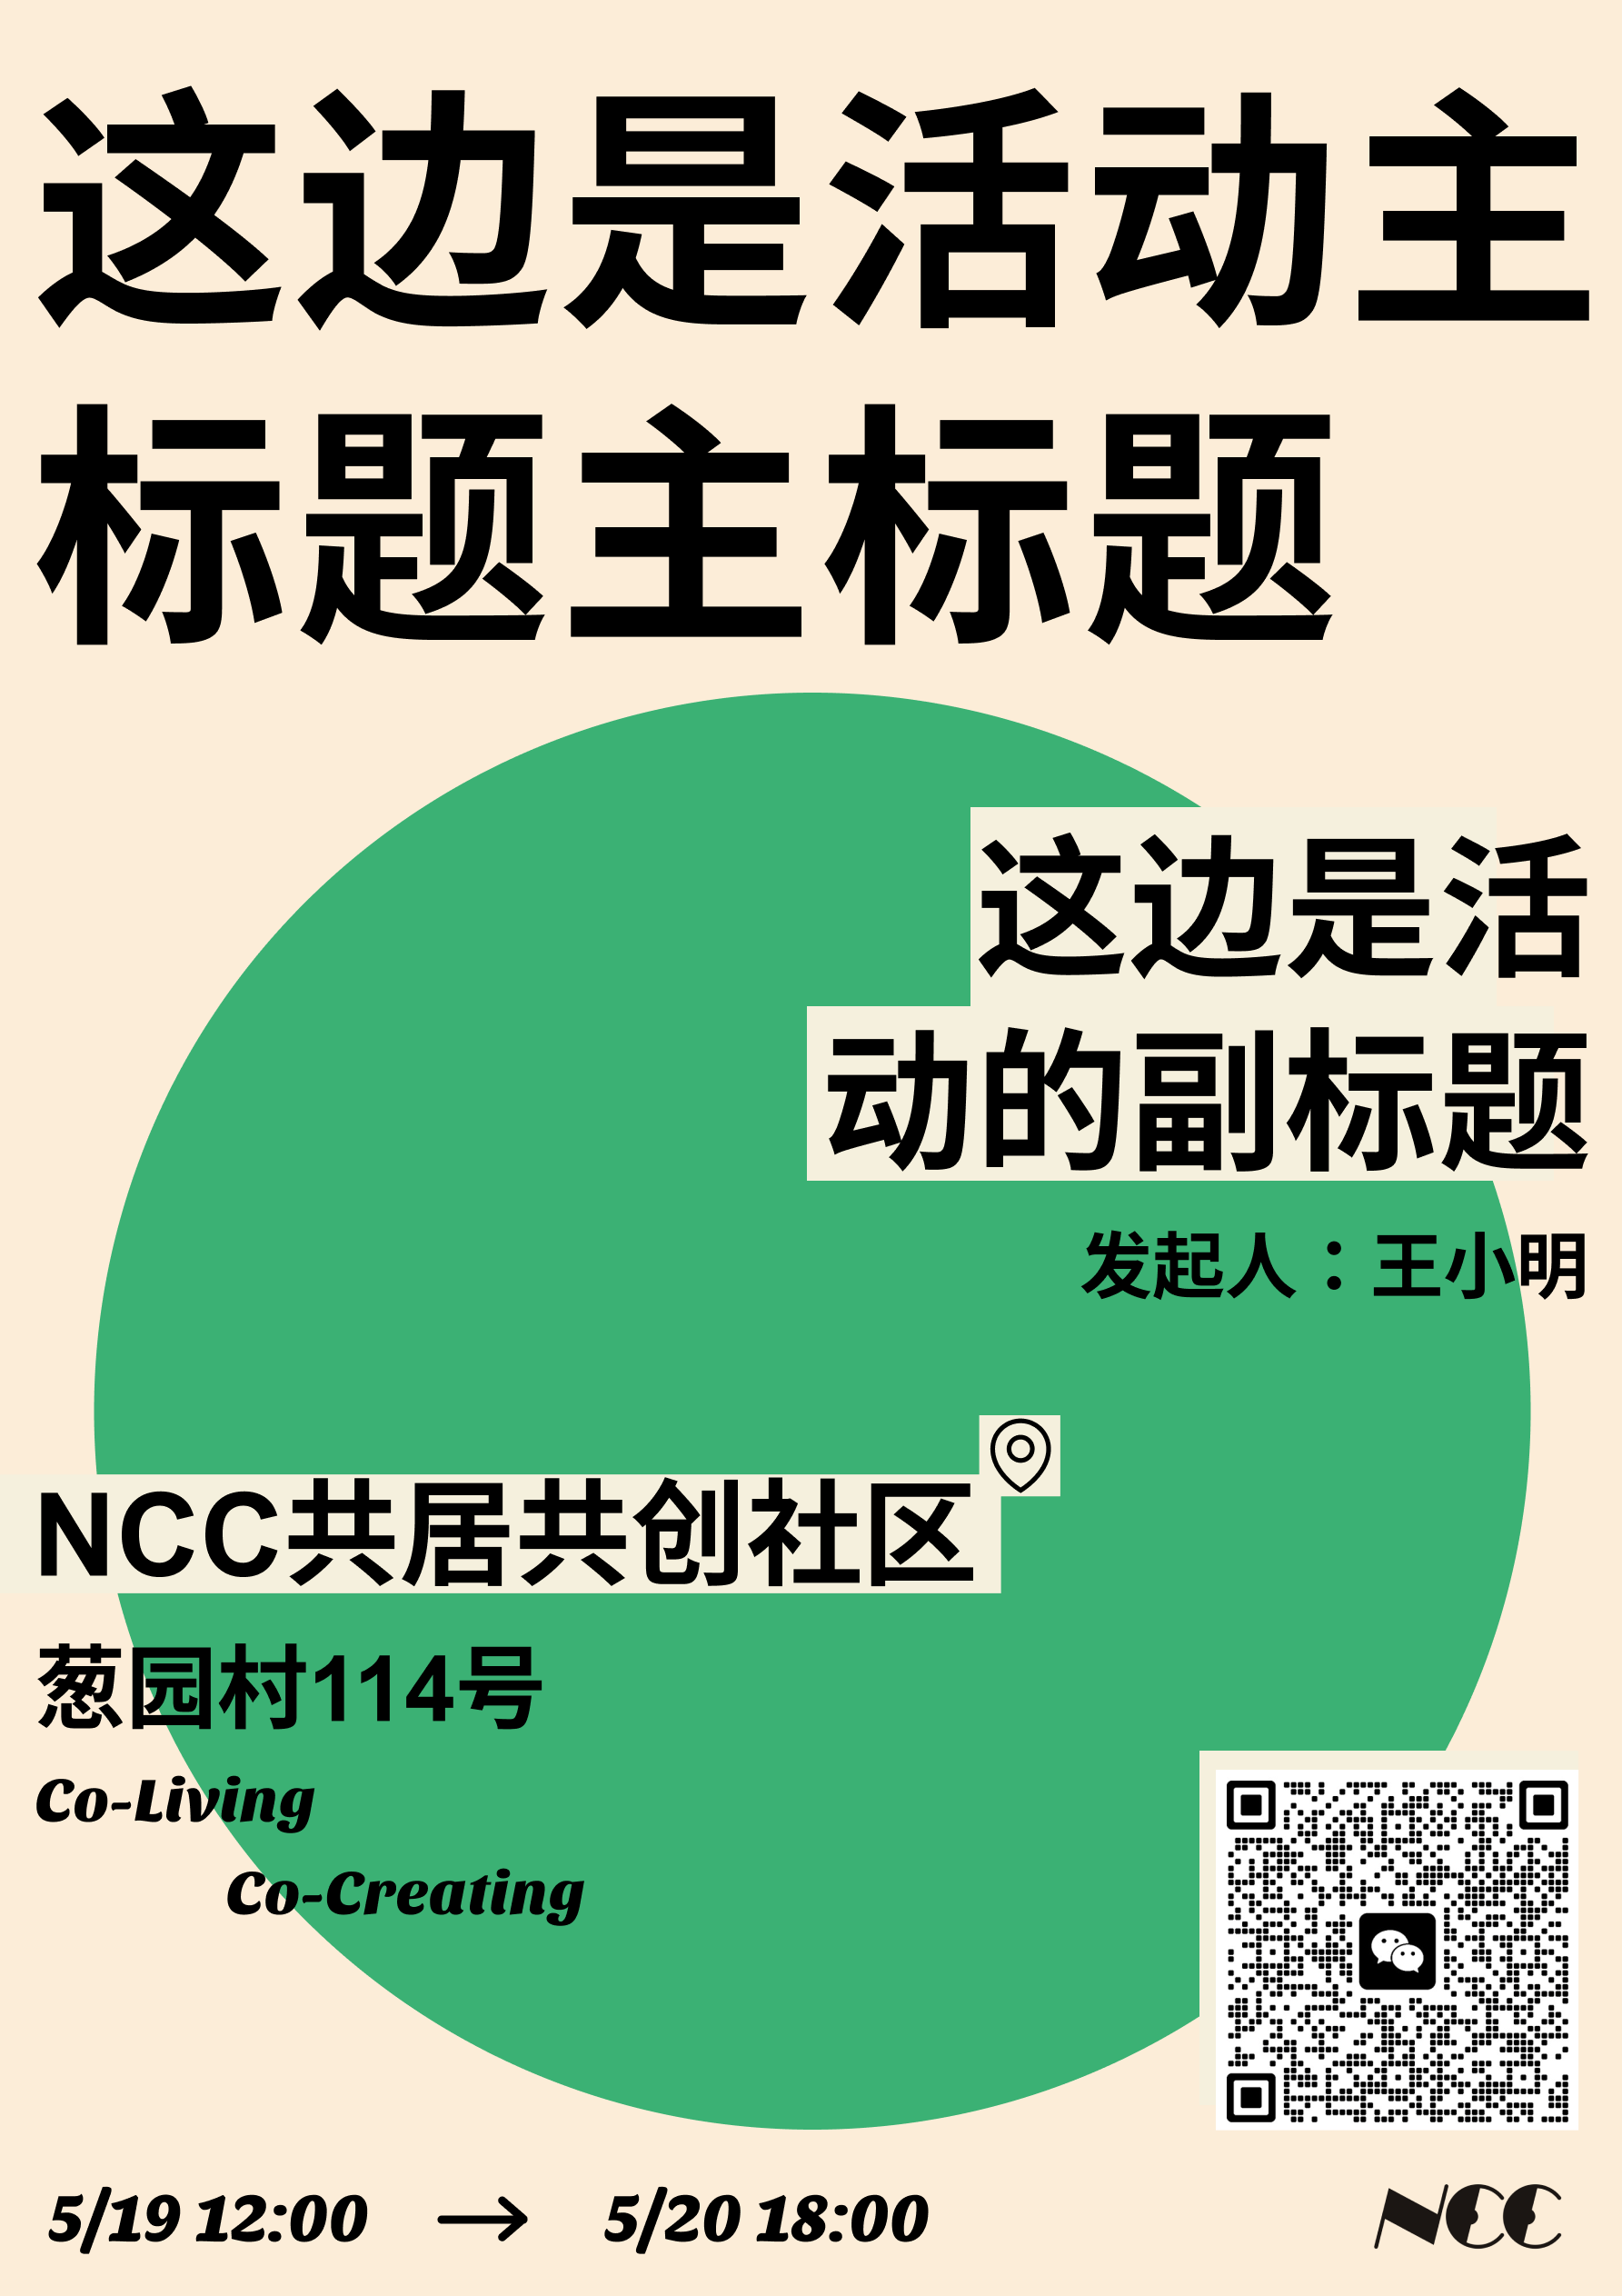 这边是活动主
标题主标题
这边是活
动的副标题
发起人：王小明
NCC共居共创社区
葱园村114号
Co-Living
Co-Creating
5/19 12:00 → 5/20 18:00
NCC